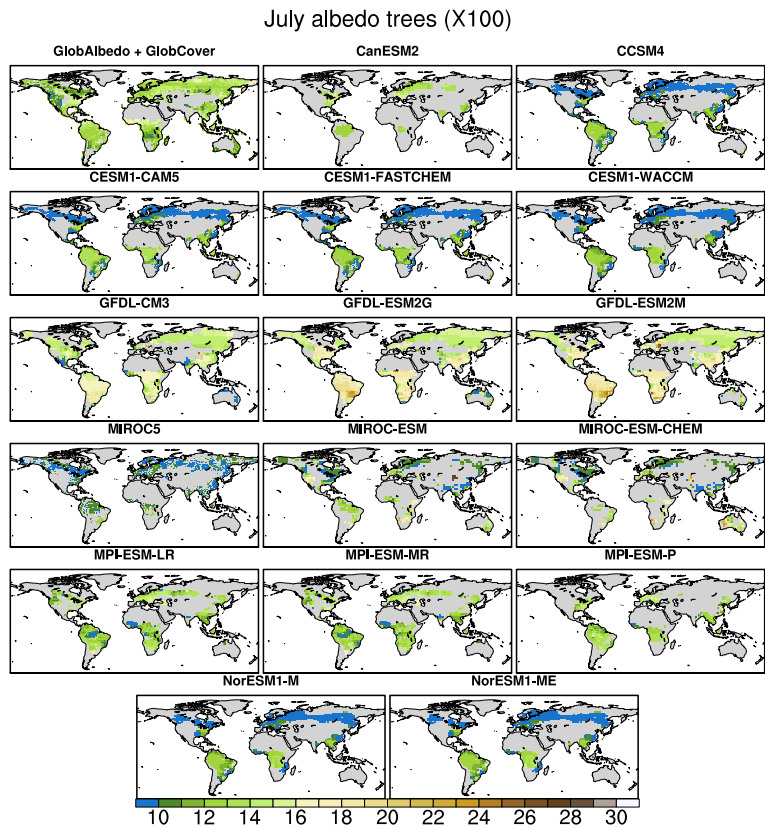 July albedo trees (X100)
GlobAlbedo + GlobCover CanESM2 CCSM4
CESM1-CAM5 CESM1-FASTCHEM CESM1-WACCM
GFDL-CM3 GFDL-ESM2G GFDL-ESM2M
MIROC5 MIROC-ESM MIROC-ESM-CHEM
MPI-ESM-LR MPI-ESM-MR MPI-ESM-P
NorESM1-M NorESM1-ME
10 12 14 16 18 20 22 24 26 28 30